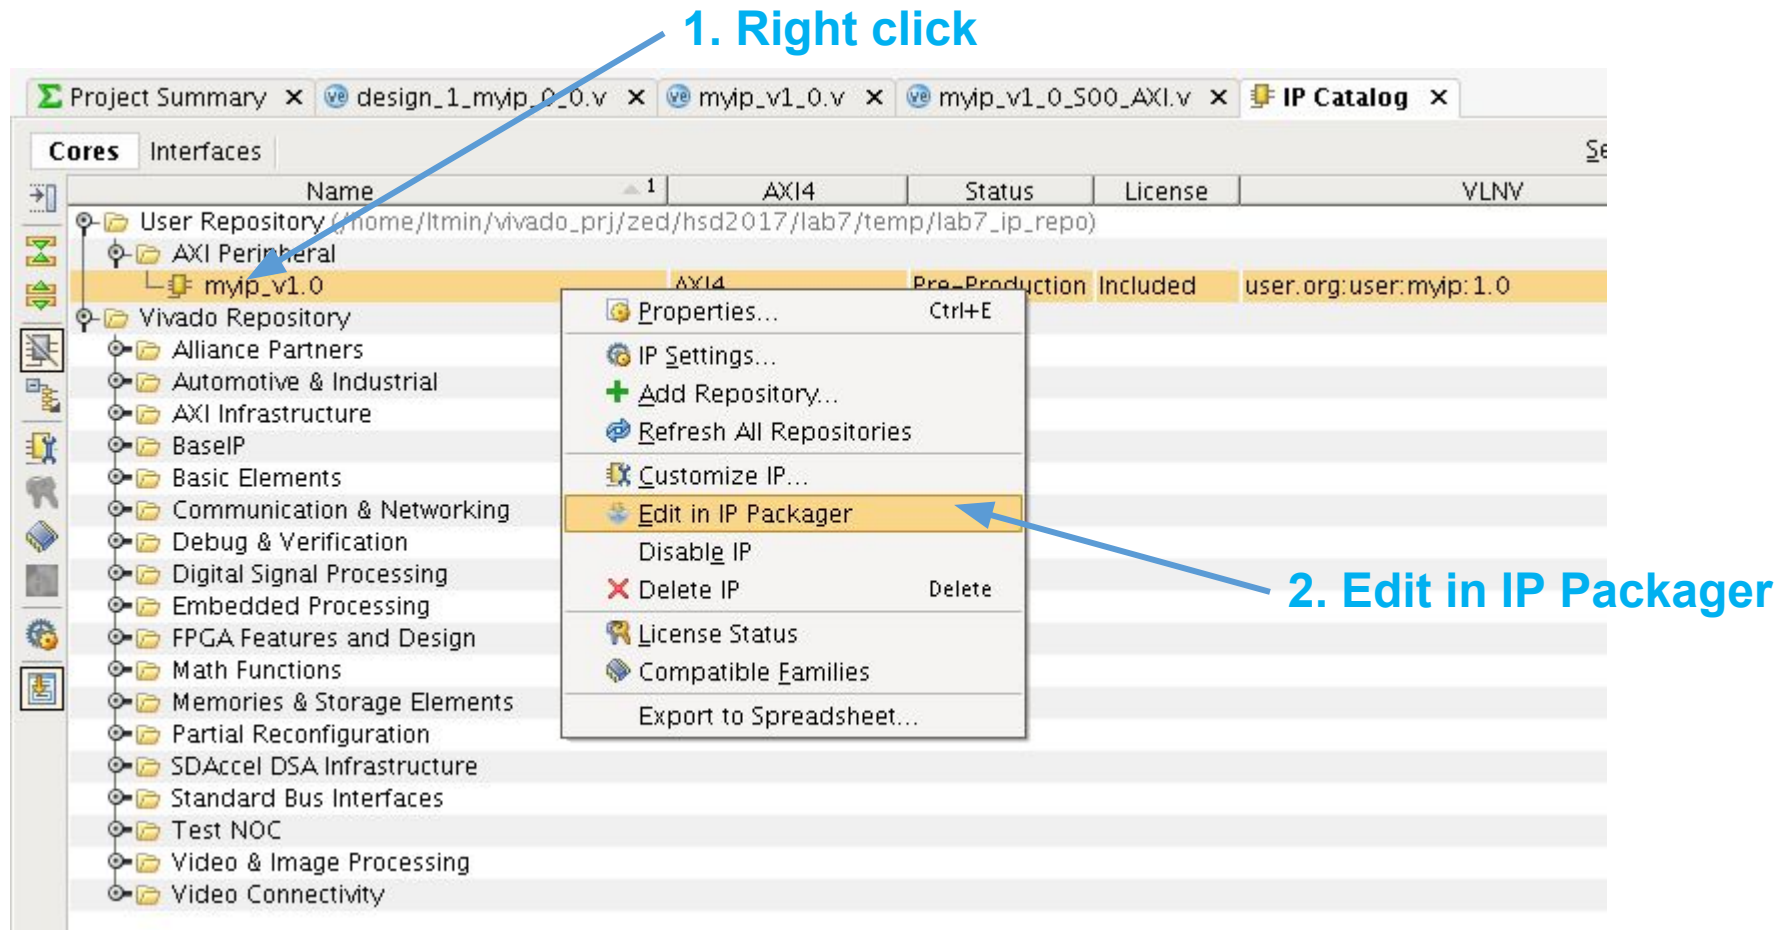 1. Right click
Project Summary design_1_myip_0_0.v myip_v1_0.v myip_v1_0_S00_AXI.v IP Catalog
Cores Interfaces Se
Name 1 AXI4 Status License VLNV
User Repository (/home/ltmin/vivado_prj/zed/hsd2017/lab7/temp/lab7_ip_repo)
AXI Peripheral
myip_v1.0 AXI4 Pre-Production Included user.org:user:myip:1.0
Vivado Repository
Alliance Partners
Automotive & Industrial
AXI Infrastructure
BaseIP
Basic Elements
Communication & Networking
Debug & Verification
Digital Signal Processing
Embedded Processing
FPGA Features and Design
Math Functions
Memories & Storage Elements
Partial Reconfiguration
SDAccel DSA Infrastructure
Standard Bus Interfaces
Test NOC
Video & Image Processing
Video Connectivity
Properties... Ctrl+E
IP Settings...
Add Repository...
Refresh All Repositories
Customize IP...
Edit in IP Packager
Disable IP
Delete IP Delete
License Status
Compatible Families
Export to Spreadsheet...
2. Edit in IP Packager